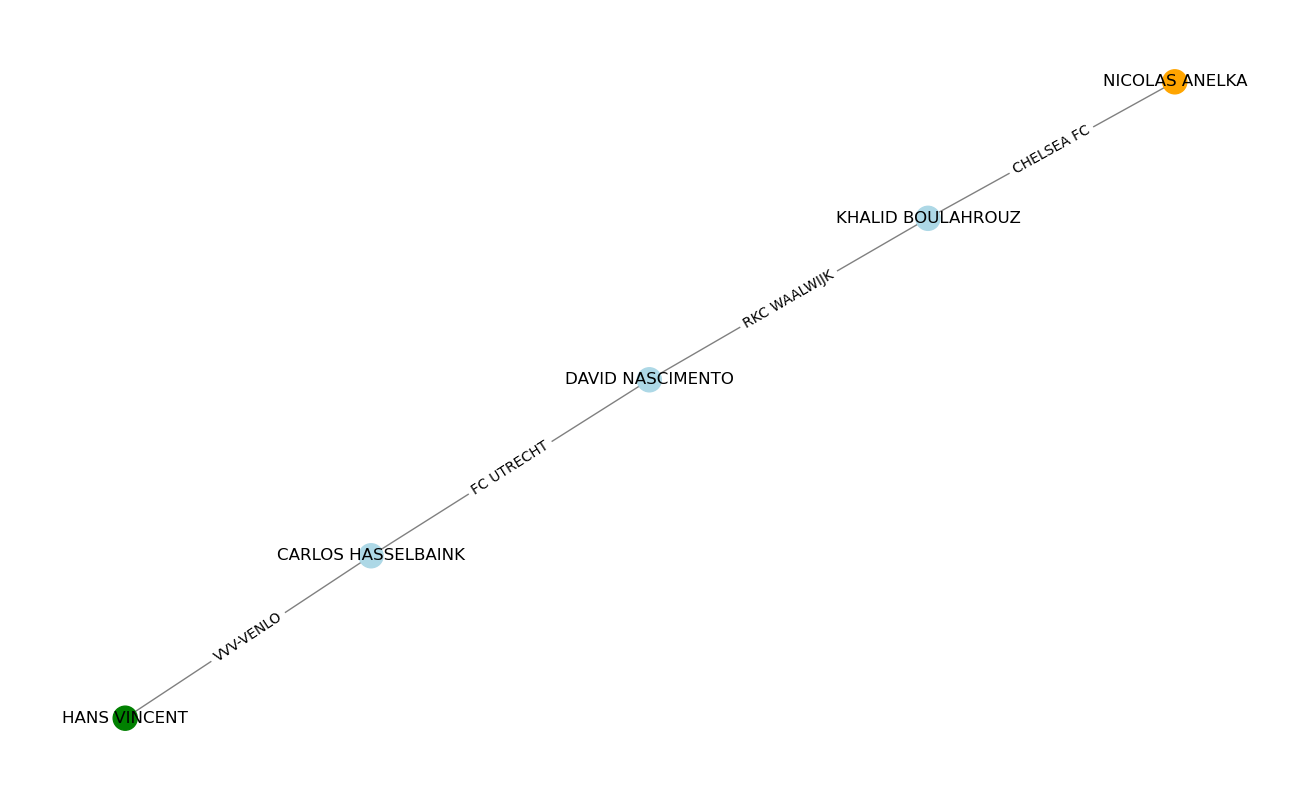 NICOLAS ANELKA
CHELSEA FC
KHALID BOULAHROUZ
RKC WAALWIJK
DAVID NASCIMENTO
FC UTRECHT
CARLOS HASSELBAINK
VVV-VENLO
HANS VINCENT